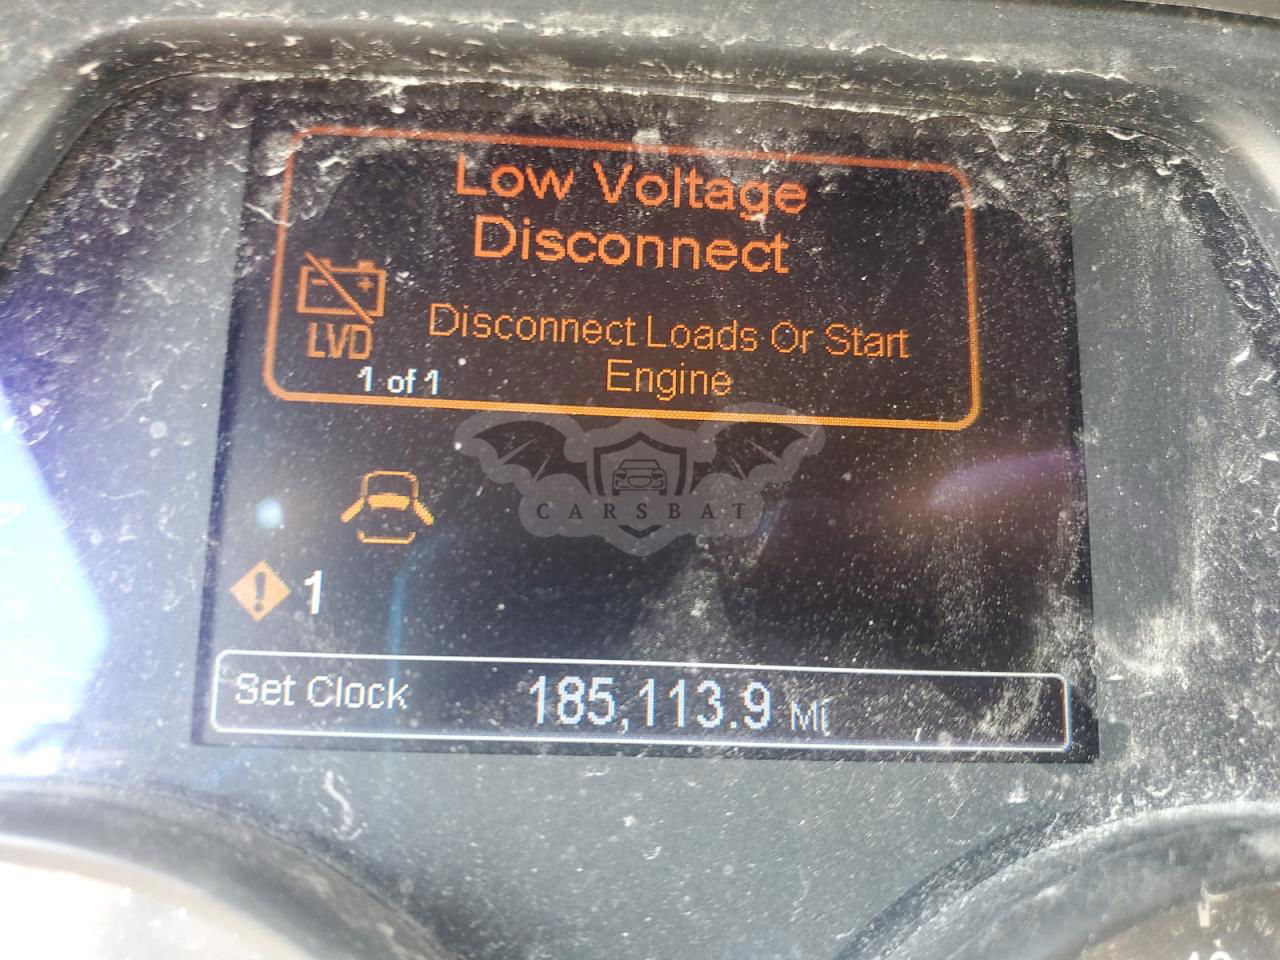 Low Voltage
Disconnect
LVD
Disconnect Loads Or Start
Engine
1 of 1
CARSBAT
1
Set Clock 185,113.9 Mi